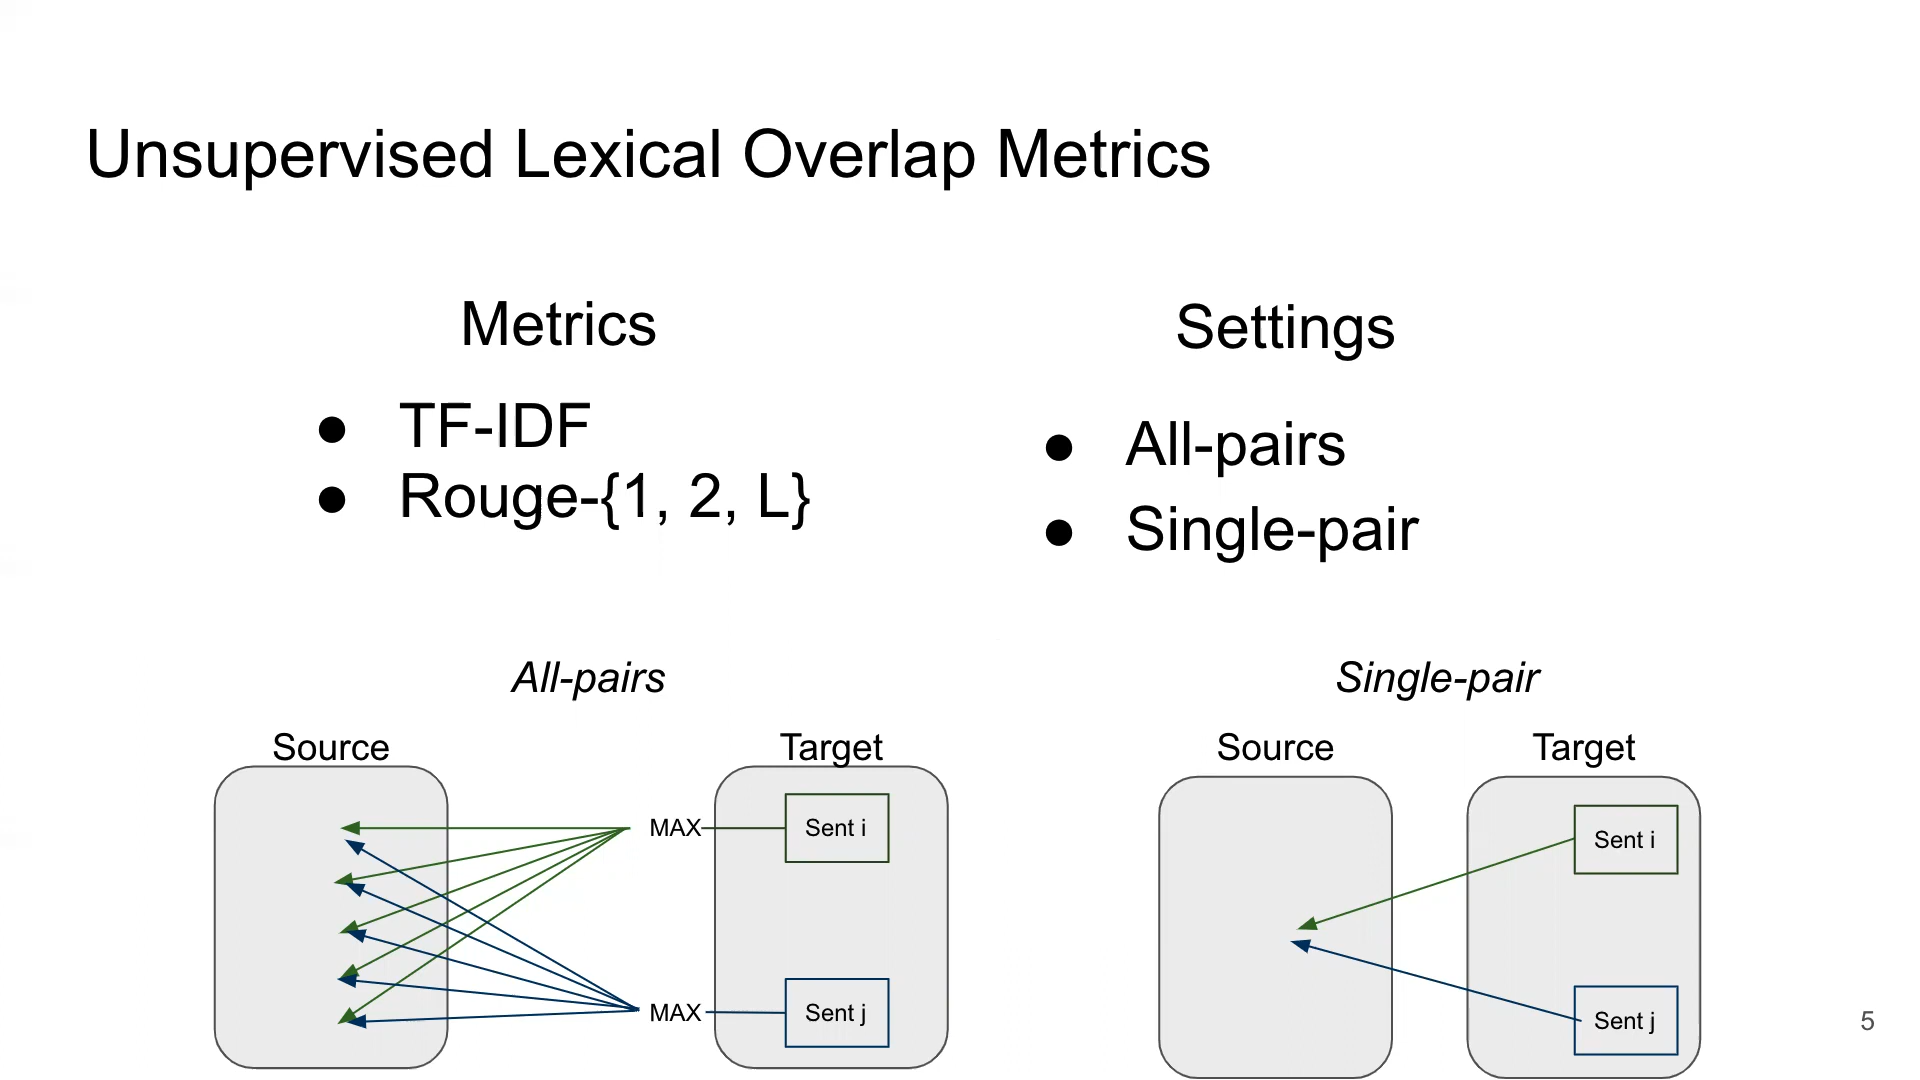 Unsupervised Lexical Overlap Metrics
Metrics
● TF-IDF
● Rouge-{1, 2, L}
Settings
● All-pairs
● Single-pair
All-pairs
Source
Target
MAX
Sent i
MAX
Sent j
Single-pair
Source
Target
Sent i
Sent j
5